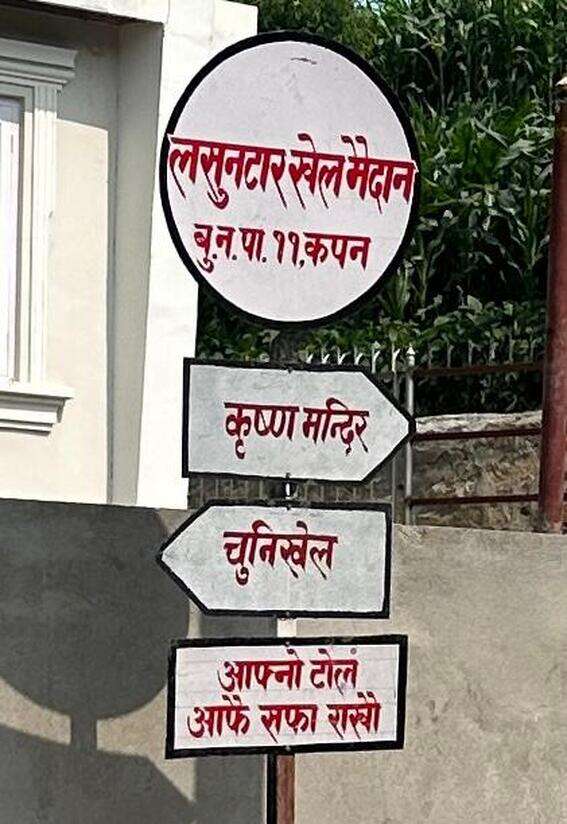 लसुनटार खेल मैदान
बु.न.पा. ११,कपन
कृष्ण मन्दिर
चुनिखेल
आफ्नो टोल
आफै सफा राखौ